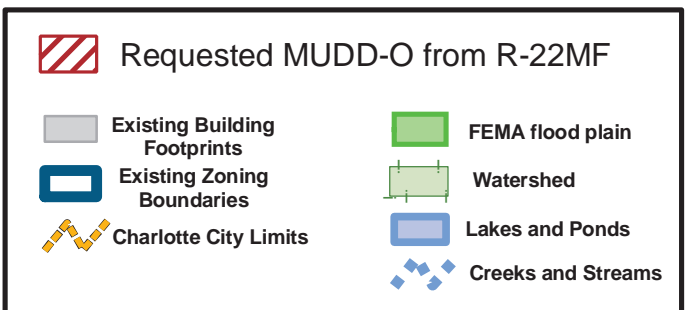 Requested MUDD-O from R-22MF
Existing Building
Footprints
Existing Zoning
Boundaries
Charlotte City Limits
FEMA flood plain
Watershed
Lakes and Ponds
Creeks and Streams